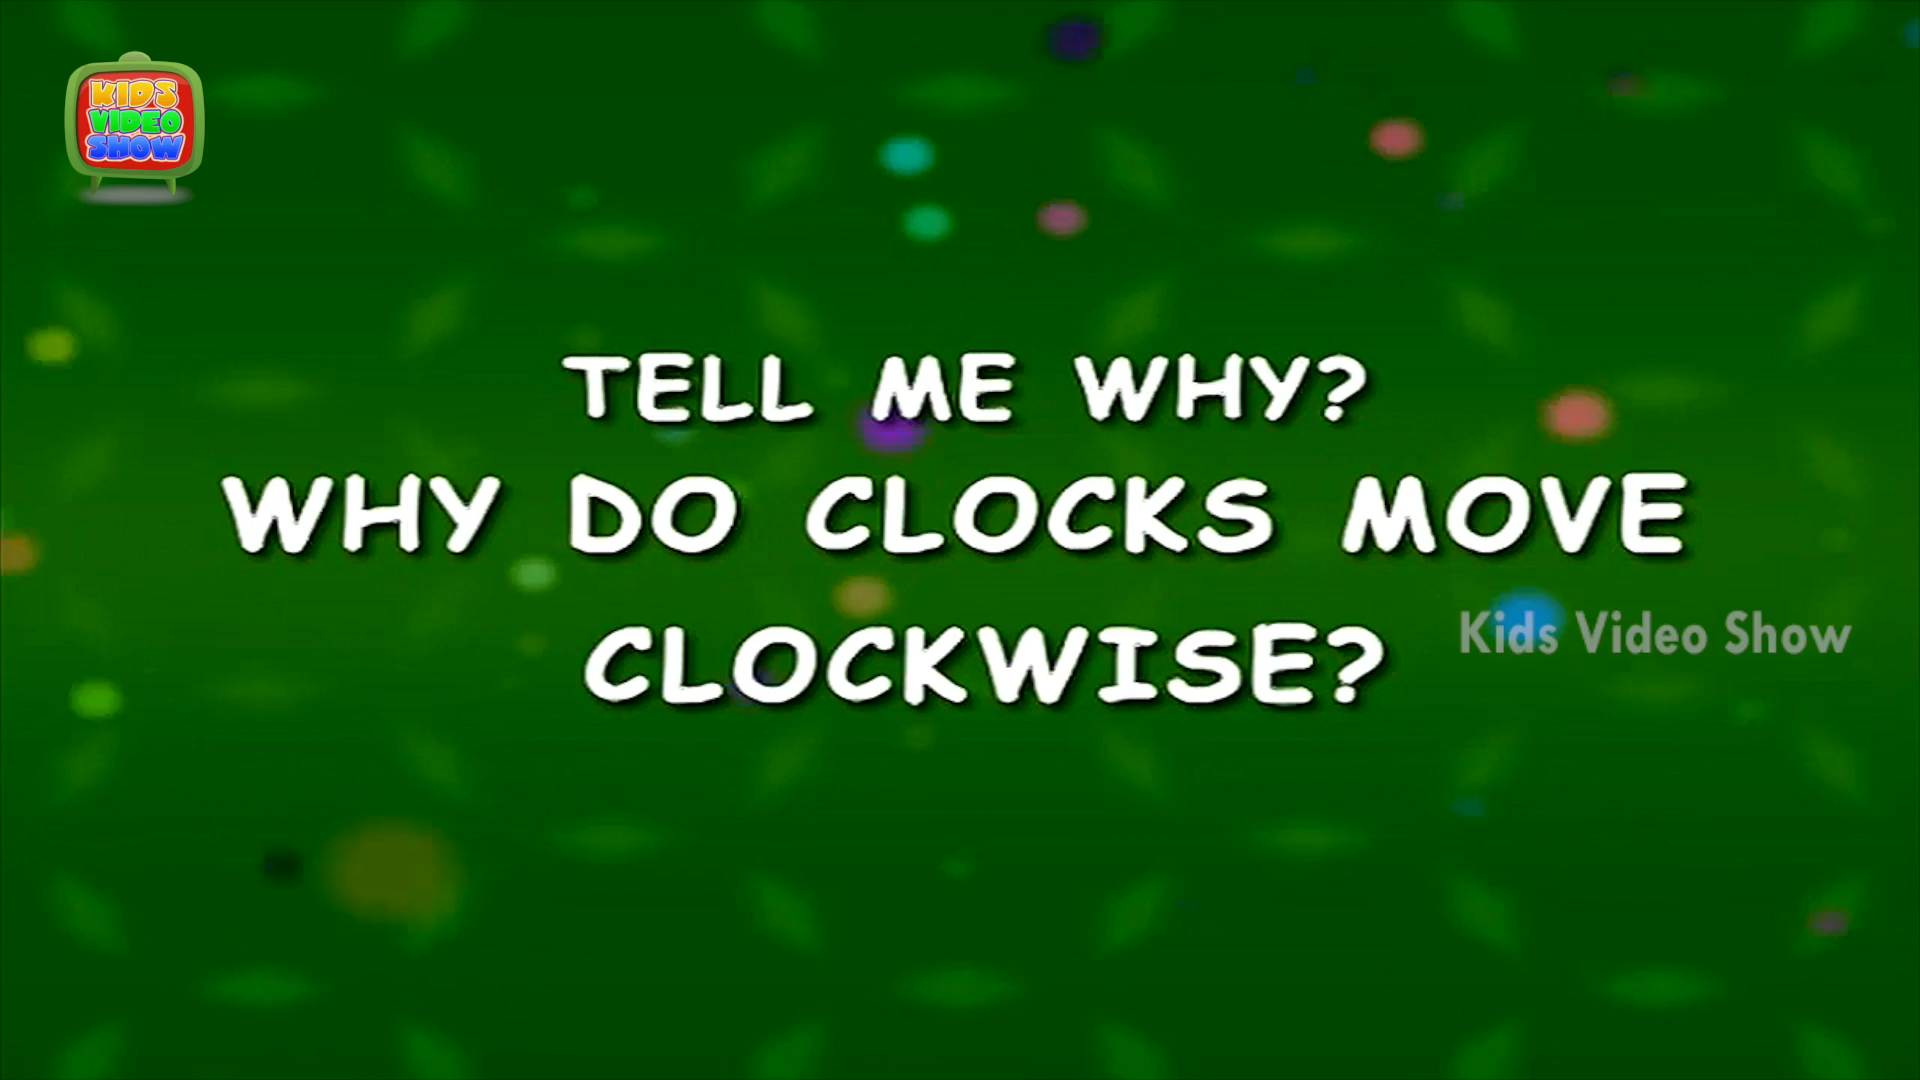 KIDS
VIDEO
SHOW
TELL ME WHY?
WHY DO CLOCKS MOVE
CLOCKWISE?
Kids Video Show